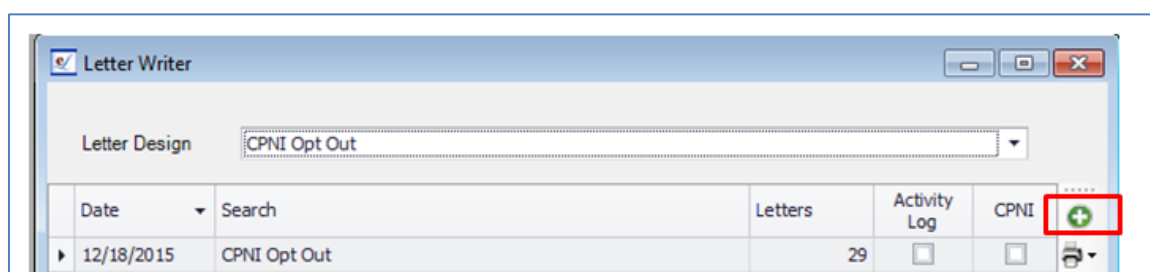 Letter Writer
Letter Design CPNI Opt Out
Date Search Letters Activity Log CPNI
12/18/2015 CPNI Opt Out 29